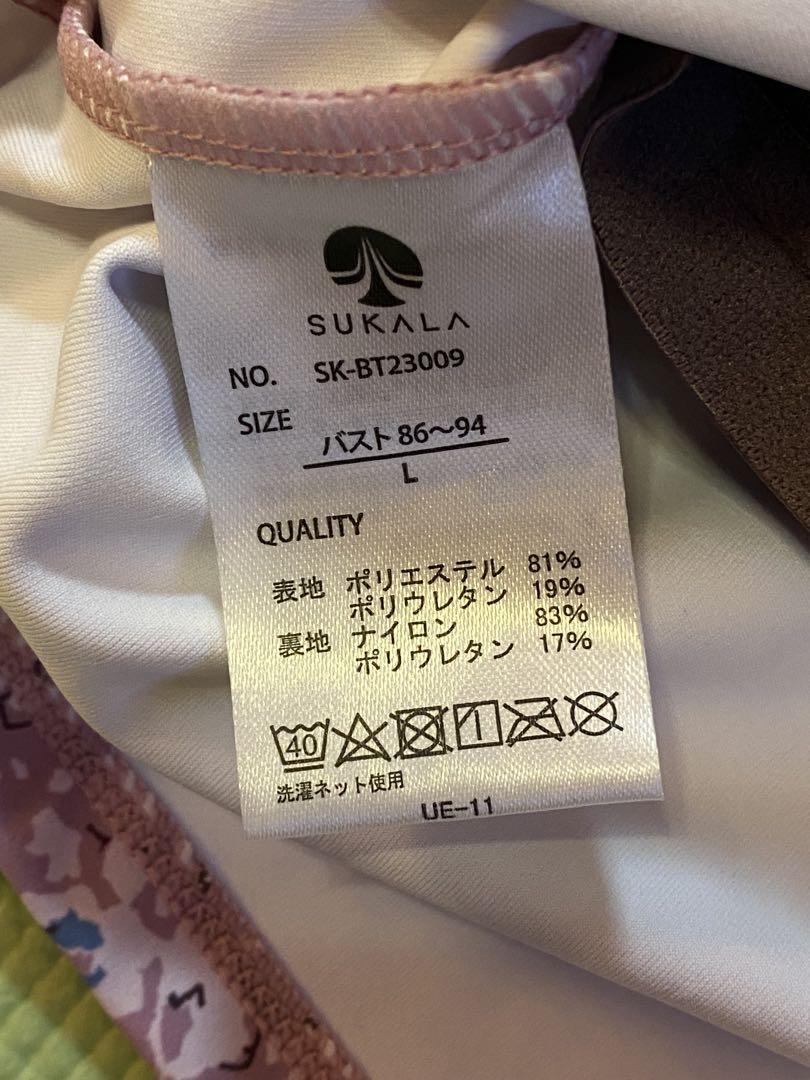 SUKALA
NO. SK-BT23009
SIZE バスト 86～94
L
QUALITY
表地 ポリエステル 81%
ポリウレタン 19%
裏地 ナイロン 83%
ポリウレタン 17%
40
洗濯ネット使用
UE-11